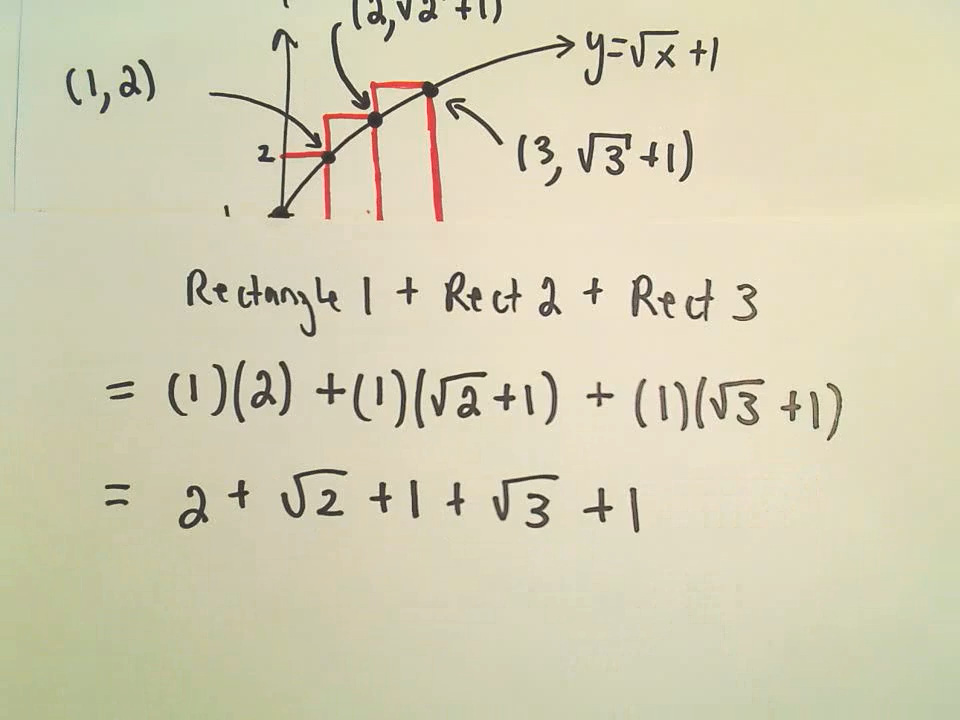 (2, √2 + 1)
y = √x + 1
(1, 2)
2
(3, √3 + 1)
1
Rectangle 1 + Rect 2 + Rect 3
= (1)(2) + (1)(√2 + 1) + (1)(√3 + 1)
= 2 + √2 + 1 + √3 + 1